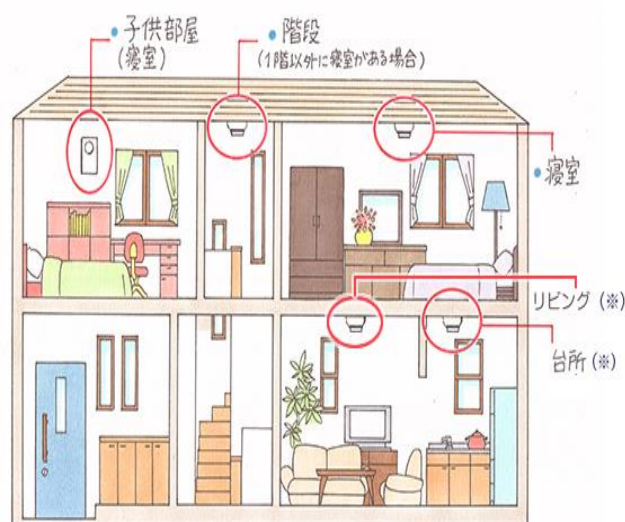 • 子供部屋
(寝室)
• 階段
(1階以外に寝室がある場合)
• 寝室
リビング (※)
台所 (※)